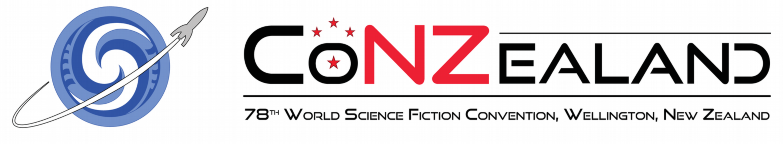 CoNZEALAND
78TH WORLD SCIENCE FICTION CONVENTION, WELLINGTON, NEW ZEALAND